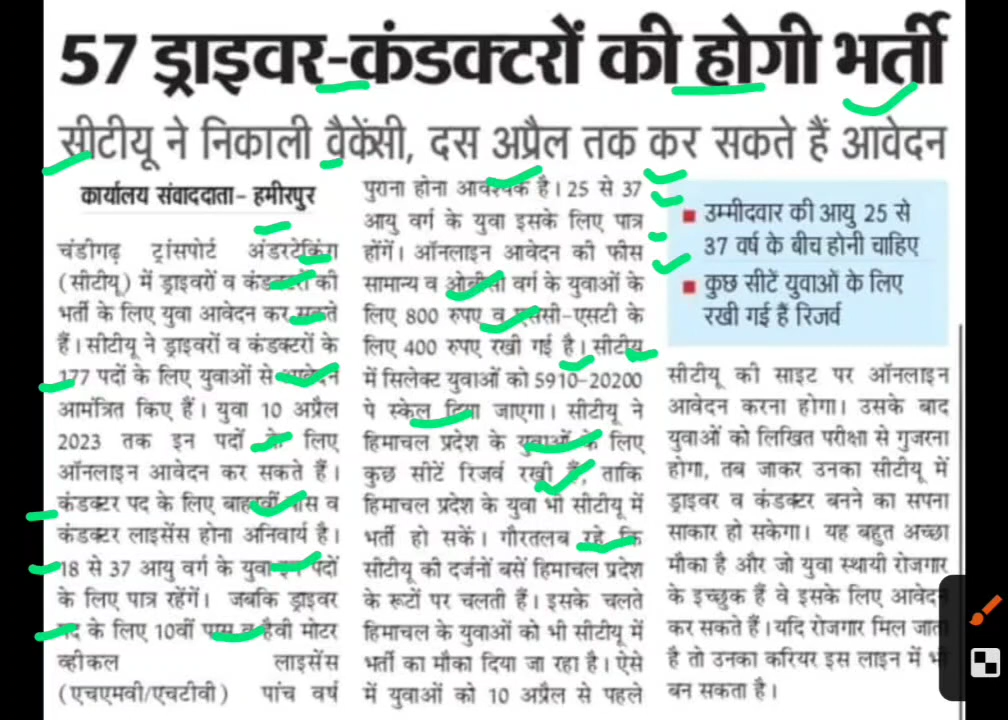 57 ड्राइवर-कंडक्टरों की होगी भर्ती
सीटीयू ने निकाली वैकेंसी, दस अप्रैल तक कर सकते हैं आवेदन
कार्यालय संवाददाता- हमीरपुर
चंडीगढ़ ट्रांसपोर्ट अंडरटेकिंग
(सीटीयू) में ड्राइवरों व कंडक्टरों की
भर्ती के लिए युवा आवेदन कर सकते
हैं। सीटीयू ने ड्राइवरों व कंडक्टरों के
177 पदों के लिए युवाओं से आवेदन
आमंत्रित किए हैं। युवा 10 अप्रैल
2023 तक इन पदों के लिए
ऑनलाइन आवेदन कर सकते हैं।
कंडक्टर पद के लिए बाहरवीं पास व
कंडक्टर लाइसेंस होना अनिवार्य है।
18 से 37 आयु वर्ग के युवा इन पदों
के लिए पात्र रहेंगे। जबकि ड्राइवर
पद के लिए 10वीं पास व हैवी मोटर
व्हीकल लाइसेंस
(एचएमवी/एचटीवी) पांच वर्ष
पुराना होना आवश्यक है। 25 से 37
आयु वर्ग के युवा इसके लिए पात्र
होंगे। ऑनलाइन आवेदन की फीस
सामान्य व ओबीसी वर्ग के युवाओं के
लिए 800 रुपए व एससी-एसटी के
लिए 400 रुपए रखी गई है। सीटीयू
में सिलेक्ट युवाओं को 5910-20200
पे स्केल दिया जाएगा। सीटीयू ने
हिमाचल प्रदेश के युवाओं के लिए
कुछ सीटें रिजर्व रखी हैं, ताकि
हिमाचल प्रदेश के युवा भी सीटीयू में
भर्ती हो सकें। गौरतलब रहे कि
सीटीयू की दर्जनों बसें हिमाचल प्रदेश
के रूटों पर चलती हैं। इसके चलते
हिमाचल के युवाओं को भी सीटीयू में
भर्ती का मौका दिया जा रहा है। ऐसे
में युवाओं को 10 अप्रैल से पहले
उम्मीदवार की आयु 25 से
37 वर्ष के बीच होनी चाहिए
कुछ सीटें युवाओं के लिए
रखी गई हैं रिजर्व
सीटीयू की साइट पर ऑनलाइन
आवेदन करना होगा। उसके बाद
युवाओं को लिखित परीक्षा से गुजरना
होगा, तब जाकर उनका सीटीयू में
ड्राइवर व कंडक्टर बनने का सपना
साकार हो सकेगा। यह बहुत अच्छा
मौका है और जो युवा स्थायी रोजगार
के इच्छुक हैं वे इसके लिए आवेदन
कर सकते हैं। यदि रोजगार मिल जाता
है तो उनका करियर इस लाइन में भी
बन सकता है।